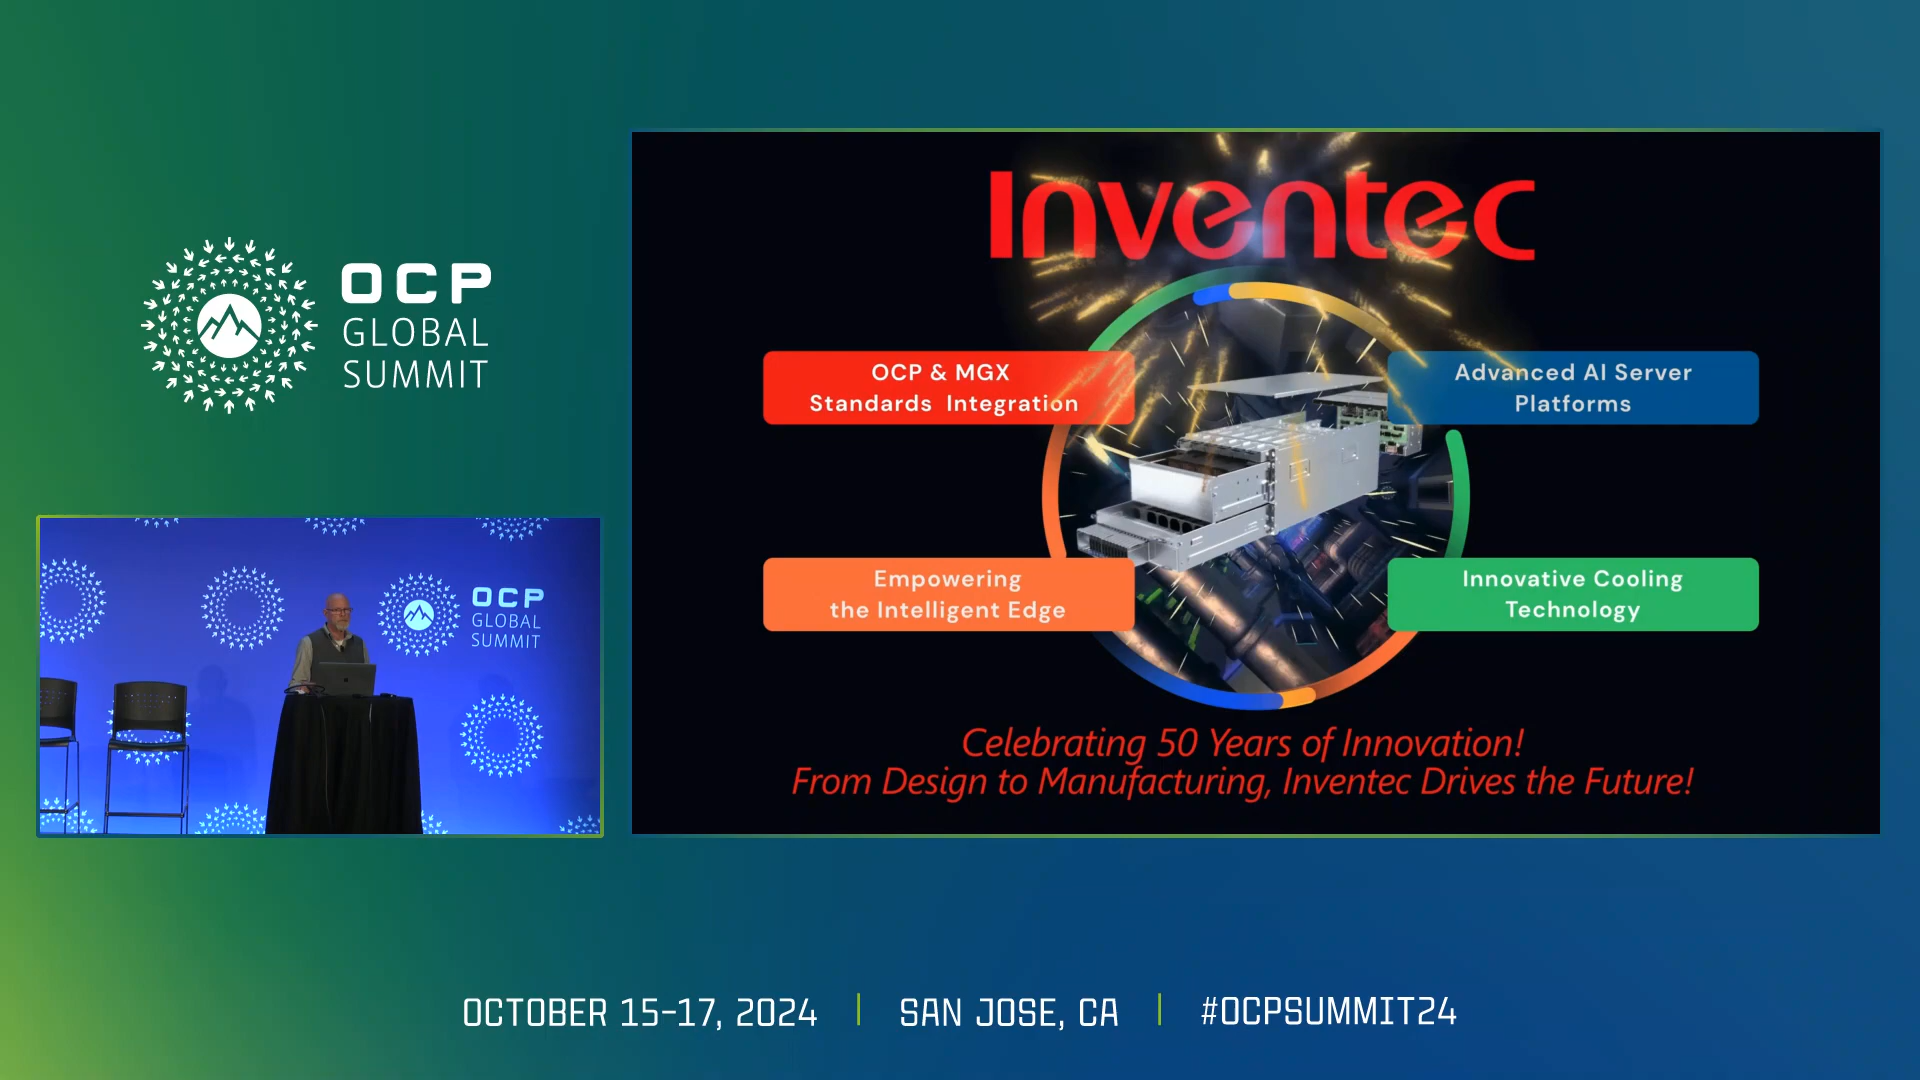 OCP
GLOBAL
SUMMIT
Inventec
OCP & MGX
Standards Integration
Advanced AI Server
Platforms
Empowering
the Intelligent Edge
Innovative Cooling
Technology
Celebrating 50 Years of Innovation!
From Design to Manufacturing, Inventec Drives the Future!
OCP
GLOBAL
SUMMIT
OCTOBER 15-17, 2024
SAN JOSE, CA
#OCPSUMMIT24